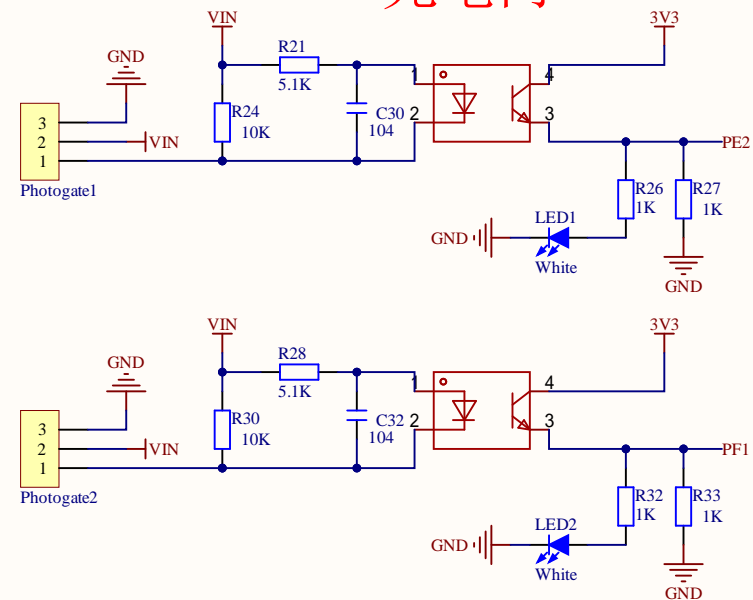 VIN
3V3
GND
R21
5.1K
1
4
R24
10K
C30
104
2
3
3
2
1
VIN
PE2
Photogate1
R26
1K
R27
1K
LED1
GND
White
GND
VIN
3V3
GND
R28
5.1K
1
4
R30
10K
C32
104
2
3
3
2
1
VIN
PF1
Photogate2
R32
1K
R33
1K
LED2
GND
White
GND